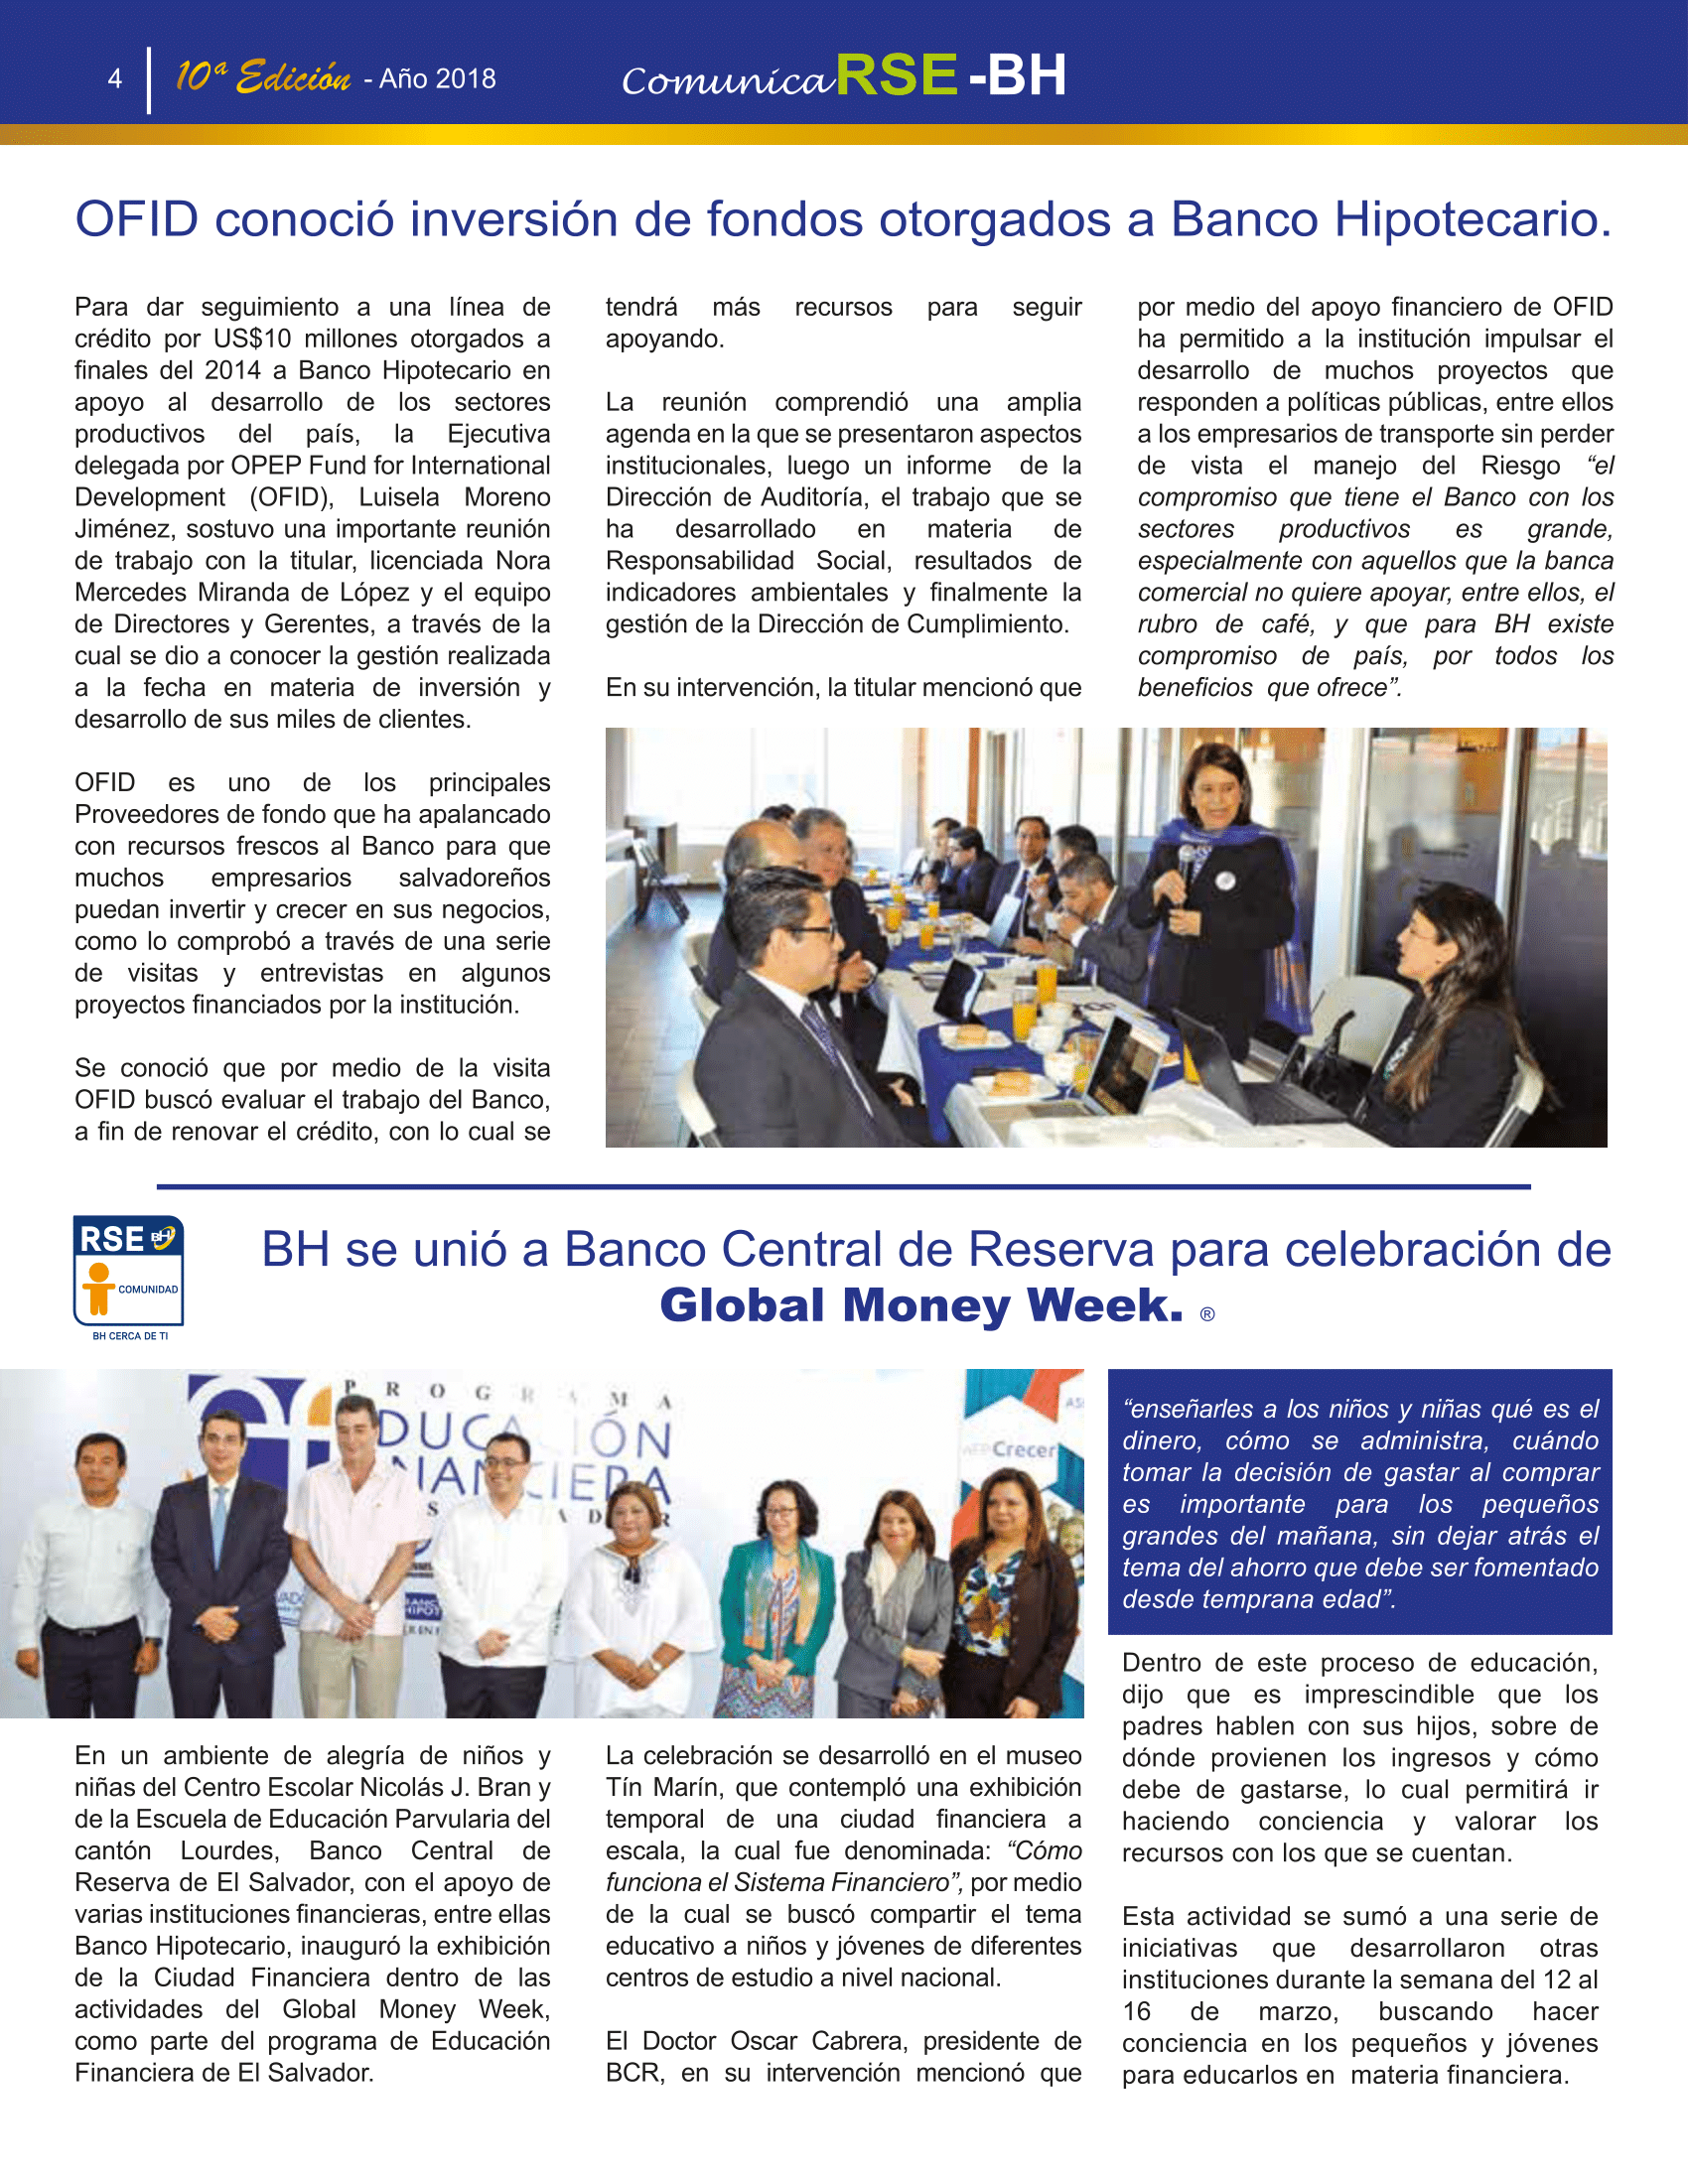 4
10ª Edición - Año 2018
ComunicaRSE-BH
OFID conoció inversión de fondos otorgados a Banco Hipotecario.
Para dar seguimiento a una línea de
crédito por US$10 millones otorgados a
finales del 2014 a Banco Hipotecario en
apoyo al desarrollo de los sectores
productivos del país, la Ejecutiva
delegada por OPEP Fund for International
Development (OFID), Luisela Moreno
Jiménez, sostuvo una importante reunión
de trabajo con la titular, licenciada Nora
Mercedes Miranda de López y el equipo
de Directores y Gerentes, a través de la
cual se dio a conocer la gestión realizada
a la fecha en materia de inversión y
desarrollo de sus miles de clientes.
OFID es uno de los principales
Proveedores de fondo que ha apalancado
con recursos frescos al Banco para que
muchos empresarios salvadoreños
puedan invertir y crecer en sus negocios,
como lo comprobó a través de una serie
de visitas y entrevistas en algunos
proyectos financiados por la institución.
Se conoció que por medio de la visita
OFID buscó evaluar el trabajo del Banco,
a fin de renovar el crédito, con lo cual se
tendrá más recursos para seguir
apoyando.
La reunión comprendió una amplia
agenda en la que se presentaron aspectos
institucionales, luego un informe de la
Dirección de Auditoría, el trabajo que se
ha desarrollado en materia de
Responsabilidad Social, resultados de
indicadores ambientales y finalmente la
gestión de la Dirección de Cumplimiento.
En su intervención, la titular mencionó que
por medio del apoyo financiero de OFID
ha permitido a la institución impulsar el
desarrollo de muchos proyectos que
responden a políticas públicas, entre ellos
a los empresarios de transporte sin perder
de vista el manejo del Riesgo “el
compromiso que tiene el Banco con los
sectores productivos es grande,
especialmente con aquellos que la banca
comercial no quiere apoyar, entre ellos, el
rubro de café, y que para BH existe
compromiso de país, por todos los
beneficios que ofrece”.
RSE BH
COMUNIDAD
BH CERCA DE TI
BH se unió a Banco Central de Reserva para celebración de
Global Money Week. ®
PROGRAMA
EDUCACIÓN
FINANCIERA
Crecer
“enseñarles a los niños y niñas qué es el
dinero, cómo se administra, cuándo
tomar la decisión de gastar al comprar
es importante para los pequeños
grandes del mañana, sin dejar atrás el
tema del ahorro que debe ser fomentado
desde temprana edad”.
En un ambiente de alegría de niños y
niñas del Centro Escolar Nicolás J. Bran y
de la Escuela de Educación Parvularia del
cantón Lourdes, Banco Central de
Reserva de El Salvador, con el apoyo de
varias instituciones financieras, entre ellas
Banco Hipotecario, inauguró la exhibición
de la Ciudad Financiera dentro de las
actividades del Global Money Week,
como parte del programa de Educación
Financiera de El Salvador.
La celebración se desarrolló en el museo
Tín Marín, que contempló una exhibición
temporal de una ciudad financiera a
escala, la cual fue denominada: “Cómo
funciona el Sistema Financiero”, por medio
de la cual se buscó compartir el tema
educativo a niños y jóvenes de diferentes
centros de estudio a nivel nacional.
El Doctor Oscar Cabrera, presidente de
BCR, en su intervención mencionó que
Dentro de este proceso de educación,
dijo que es imprescindible que los
padres hablen con sus hijos, sobre de
dónde provienen los ingresos y cómo
debe de gastarse, lo cual permitirá ir
haciendo conciencia y valorar los
recursos con los que se cuentan.
Esta actividad se sumó a una serie de
iniciativas que desarrollaron otras
instituciones durante la semana del 12 al
16 de marzo, buscando hacer
conciencia en los pequeños y jóvenes
para educarlos en materia financiera.